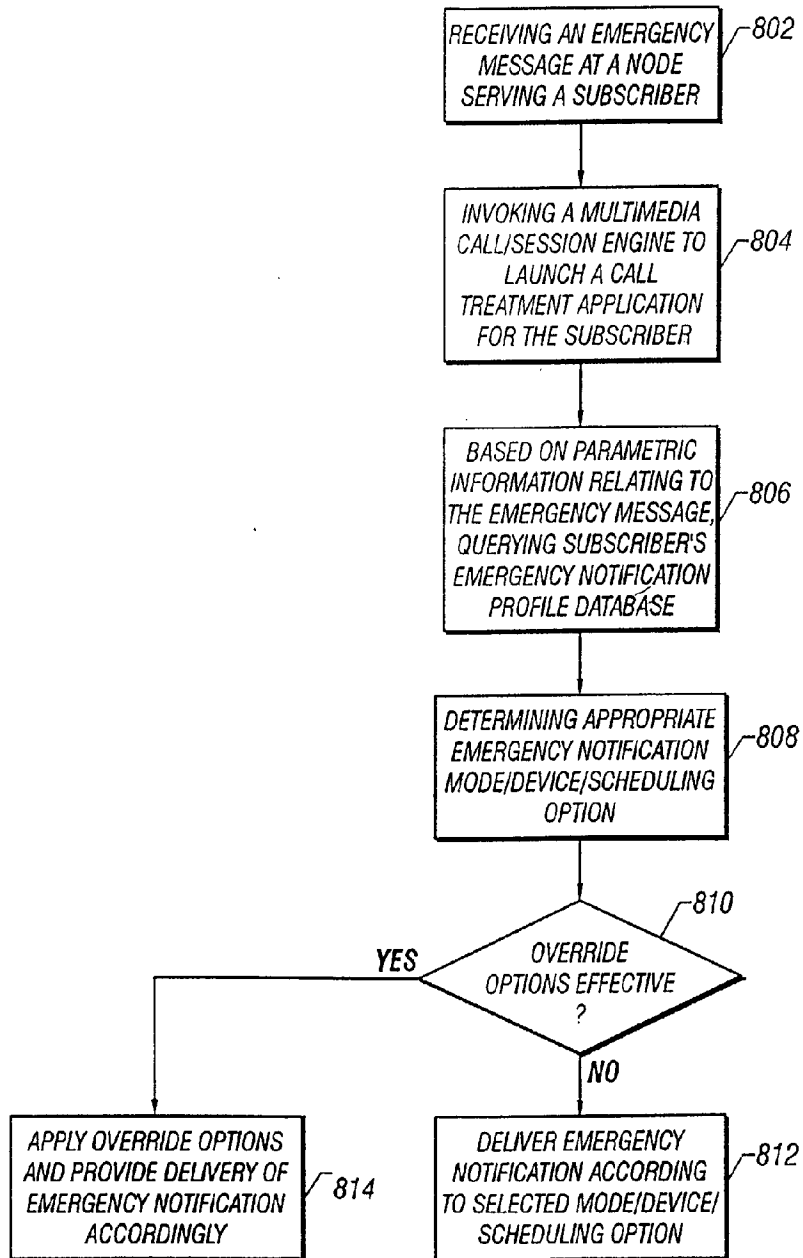 RECEIVING AN EMERGENCY
MESSAGE AT A NODE
SERVING A SUBSCRIBER
802
INVOKING A MULTIMEDIA
CALL/SESSION ENGINE TO
LAUNCH A CALL
TREATMENT APPLICATION
FOR THE SUBSCRIBER
804
BASED ON PARAMETRIC
INFORMATION RELATING TO
THE EMERGENCY MESSAGE,
QUERYING SUBSCRIBER'S
EMERGENCY NOTIFICATION
PROFILE DATABASE
806
DETERMINING APPROPRIATE
EMERGENCY NOTIFICATION
MODE/DEVICE/SCHEDULING
OPTION
808
810
OVERRIDE
OPTIONS EFFECTIVE
?
YES
NO
APPLY OVERRIDE OPTIONS
AND PROVIDE DELIVERY OF
EMERGENCY NOTIFICATION
ACCORDINGLY
814
DELIVER EMERGENCY
NOTIFICATION ACCORDING
TO SELECTED MODE/DEVICE/
SCHEDULING OPTION
812